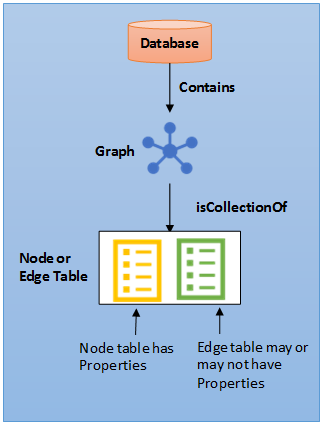 Database
Contains
Graph
isCollectionOf
Node or
Edge Table
Node table has
Properties
Edge table may or
may not have
Properties